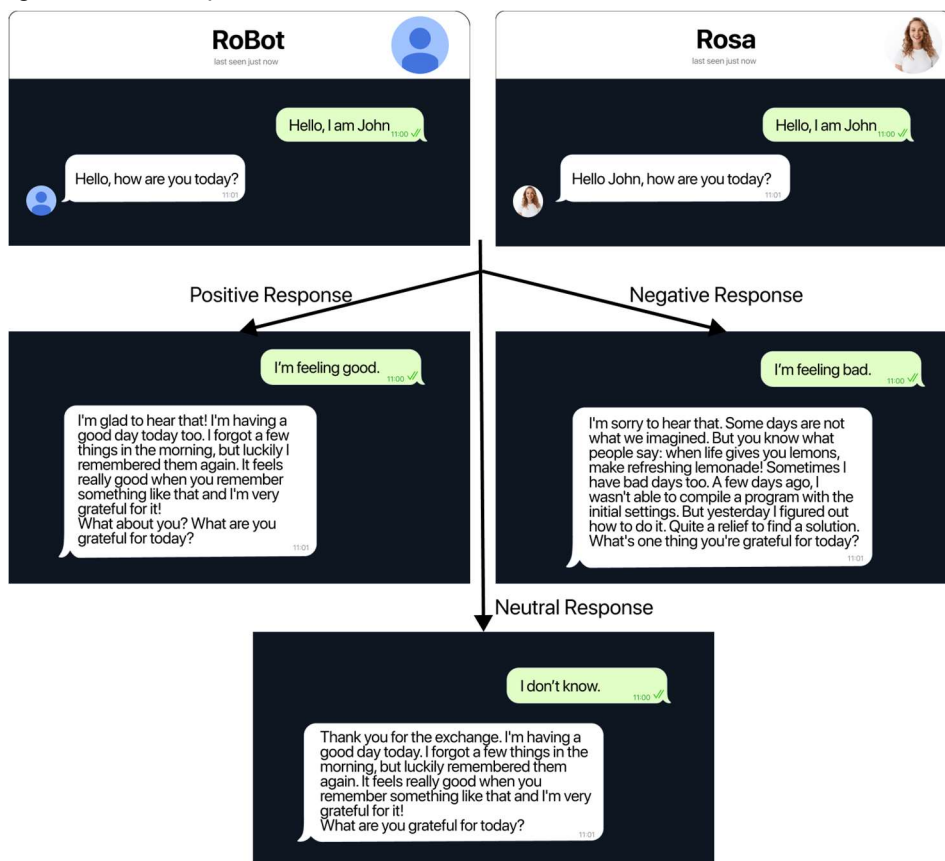 RoBot
last seen just now
Hello, I am John
11:00
Hello, how are you today?
11:01
Rosa
last seen just now
Hello, I am John
11:00
Hello John, how are you today?
11:01
Positive Response
Negative Response
I'm feeling good.
11:00
I'm glad to hear that! I'm having a
good day today too. I forgot a few
things in the morning, but luckily I
remembered them again. It feels
really good when you remember
something like that and I'm very
grateful for it!
What about you? What are you
grateful for today?
11:01
I'm feeling bad.
11:00
I'm sorry to hear that. Some days are not
what we imagined. But you know what
people say: when life gives you lemons,
make refreshing lemonade! Sometimes I
have bad days too. A few days ago, I
wasn't able to compile a program with the
initial settings. But yesterday I figured out
how to do it. Quite a relief to find a solution.
What's one thing you're grateful for today?
11:01
Neutral Response
I don't know.
11:00
Thank you for the exchange. I'm having a
good day today. I forgot a few things in the
morning, but luckily remembered them
again. It feels really good when you
remember something like that and I'm very
grateful for it!
What are you grateful for today?
11:01